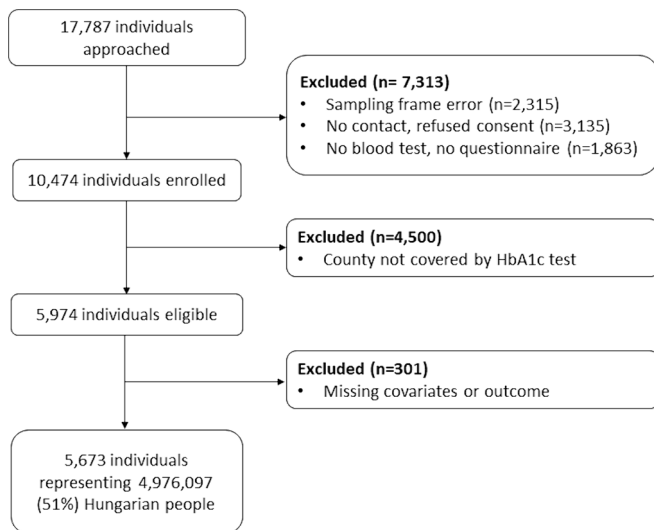 17,787 individuals
approached
Excluded (n= 7,313)
• Sampling frame error (n=2,315)
• No contact, refused consent (n=3,135)
• No blood test, no questionnaire (n=1,863)
10,474 individuals enrolled
Excluded (n=4,500)
• County not covered by HbA1c test
5,974 individuals eligible
Excluded (n=301)
• Missing covariates or outcome
5,673 individuals
representing 4,976,097
(51%) Hungarian people